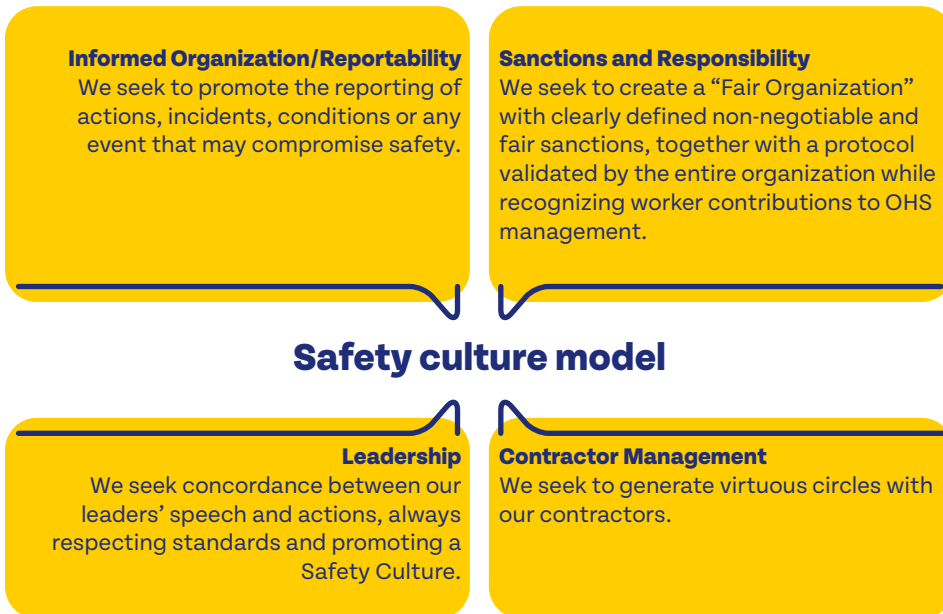 Informed Organization/Reportability
We seek to promote the reporting of
actions, incidents, conditions or any
event that may compromise safety.
Sanctions and Responsibility
We seek to create a “Fair Organization”
with clearly defined non-negotiable and
fair sanctions, together with a protocol
validated by the entire organization while
recognizing worker contributions to OHS
management.
Safety culture model
Leadership
We seek concordance between our
leaders’ speech and actions, always
respecting standards and promoting a
Safety Culture.
Contractor Management
We seek to generate virtuous circles with
our contractors.